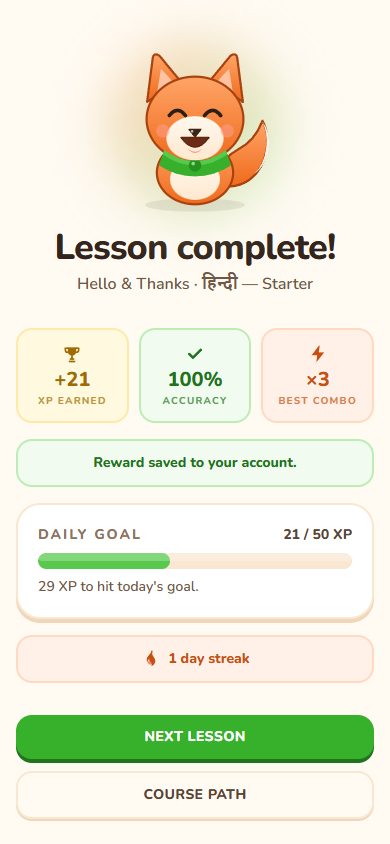 Lesson complete!
Hello & Thanks · हिन्दी — Starter
+21
XP EARNED
100%
ACCURACY
×3
BEST COMBO
Reward saved to your account.
DAILY GOAL
21 / 50 XP
29 XP to hit today's goal.
1 day streak
NEXT LESSON
COURSE PATH